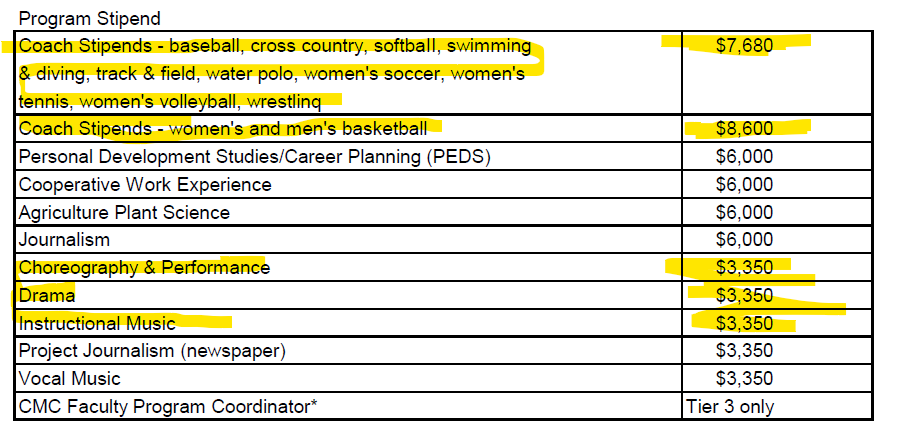 Program Stipend
Coach Stipends - baseball, cross country, softball, swimming $7,680
& diving, track & field, water polo, women's soccer, women's
tennis, women's volleyball, wrestling
Coach Stipends - women's and men's basketball $8,600
Personal Development Studies/Career Planning (PEDS) $6,000
Cooperative Work Experience $6,000
Agriculture Plant Science $6,000
Journalism $6,000
Choreography & Performance $3,350
Drama $3,350
Instructional Music $3,350
Project Journalism (newspaper) $3,350
Vocal Music $3,350
CMC Faculty Program Coordinator* Tier 3 only